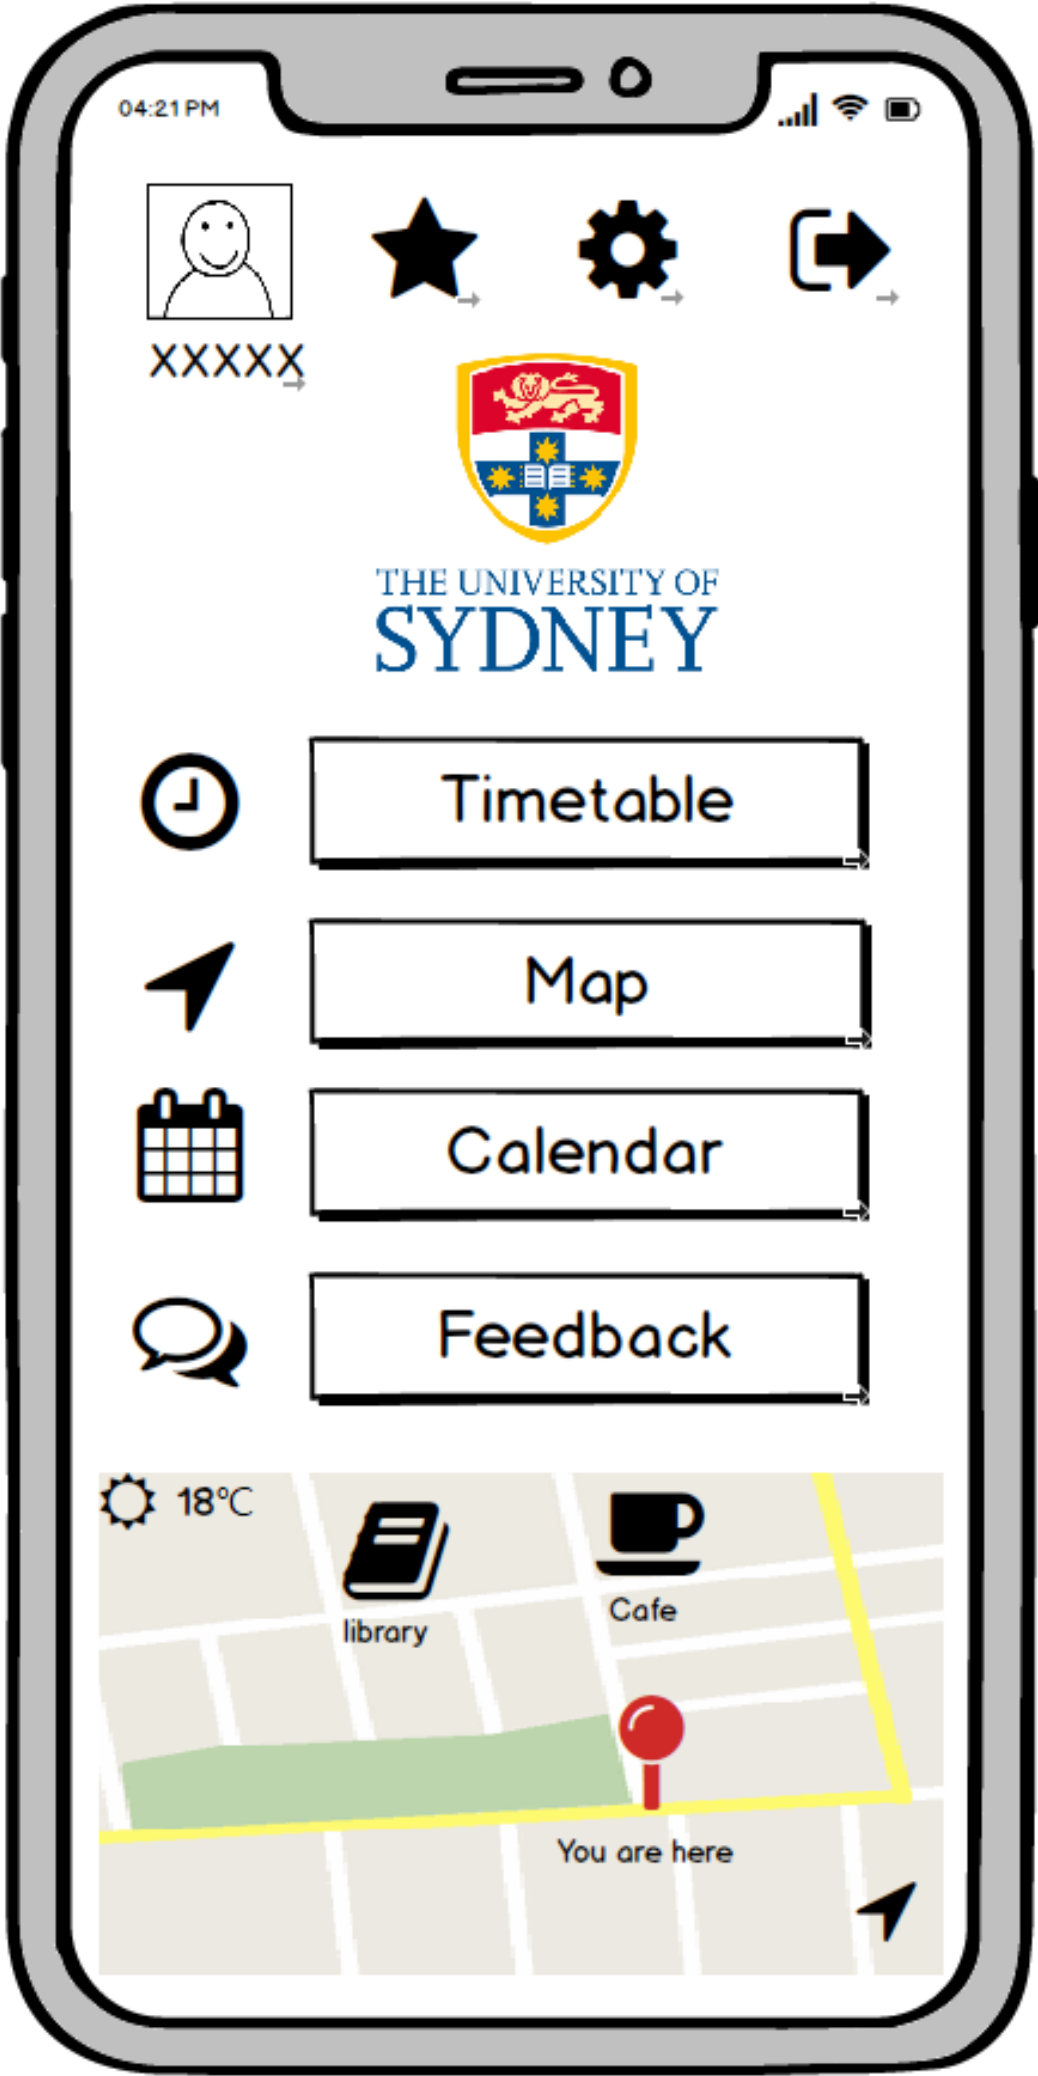 04:21 PM
XXXXX
THE UNIVERSITY OF
SYDNEY
Timetable
Map
Calendar
Feedback
18°C
Cafe
library
You are here